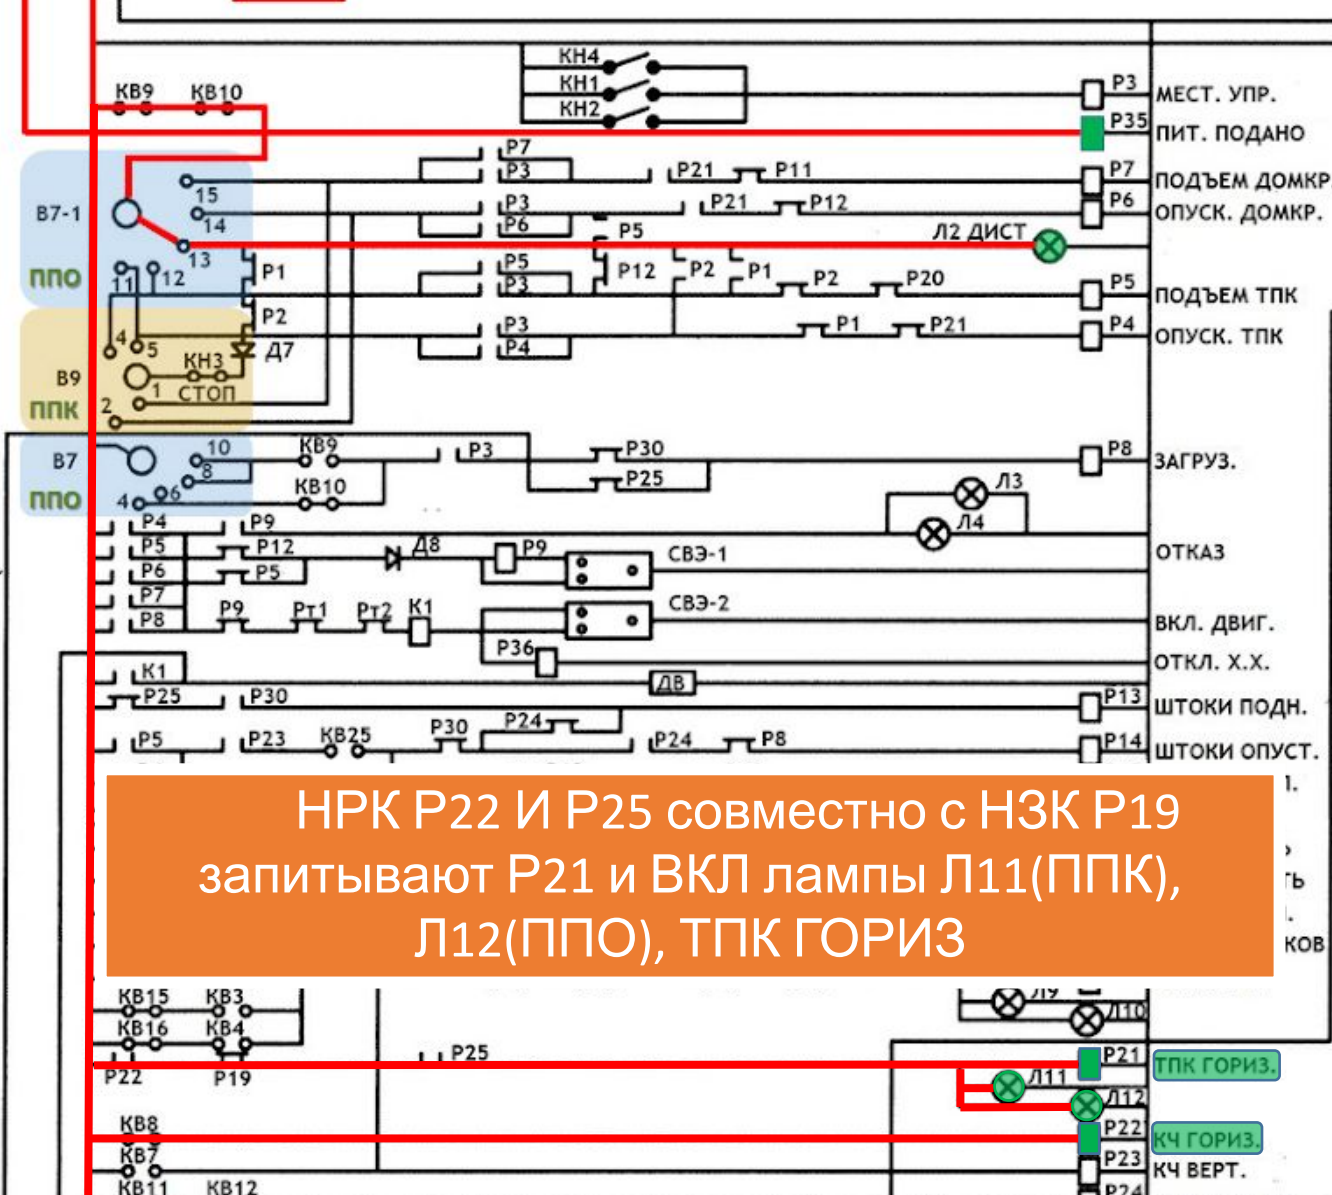 КН4
КН1
КН2
КВ9 КВ10
Р3 МЕСТ. УПР.
Р35 ПИТ. ПОДАНО
Р7
Р3 Р21 Р11 Р7 ПОДЪЕМ ДОМКР
15
Р3 Р21 Р12 Р6 ОПУСК. ДОМКР.
В7-1 14
Р6 Р5 Л2 ДИСТ
13
ППО 11 12 Р1 Р5 Р12 Р2 Р1 Р2 Р20 Р5
Р3 ПОДЪЕМ ТПК
Р2 Р3 Р1 Р21 Р4
4 5 Д7 Р4 ОПУСК. ТПК
КН3
В9 1 СТОП
ППК 2
В7 10 КВ9 Р3 Р30 Р8 ЗАГРУЗ.
8 Р25
ППО 4 6 КВ10 Л3
Р4 Р9 Л4
Р5 Р12 Д8 Р9 СВЭ-1 ОТКАЗ
Р6 Р5
Р7
Р8 Р9 Рт1 Рт2 К1 СВЭ-2 ВКЛ. ДВИГ.
Р36 ОТКЛ. Х.Х.
К1 ДВ
Р25 Р30 Р13 ШТОКИ ПОДН.
Р24
Р5 Р23 КВ25 Р30 Р24 Р8 Р14 ШТОКИ ОПУСТ.
НРК Р22 И Р25 совместно с НЗК Р19
запитывают Р21 и ВКЛ лампы Л11(ППК),
Л12(ППО), ТПК ГОРИЗ
КОВ
КВ15 КВ3 Л9
КВ16 КВ4 Л10
Р22 Р19 Р25 Р21 ТПК ГОРИЗ.
Л11
Л12
КВ8 Р22 КЧ ГОРИЗ.
КВ7 Р23 КЧ ВЕРТ.
КВ11 КВ12 Р24